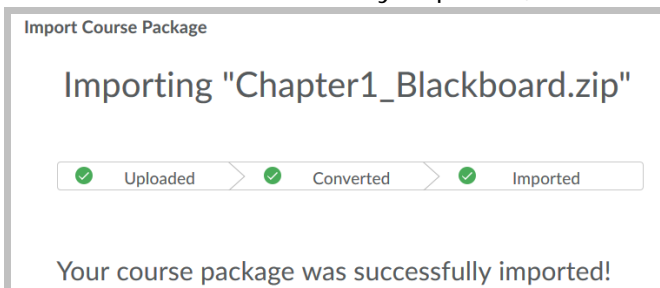 Import Course Package
Importing "Chapter1_Blackboard.zip"
Uploaded Converted Imported
Your course package was successfully imported!